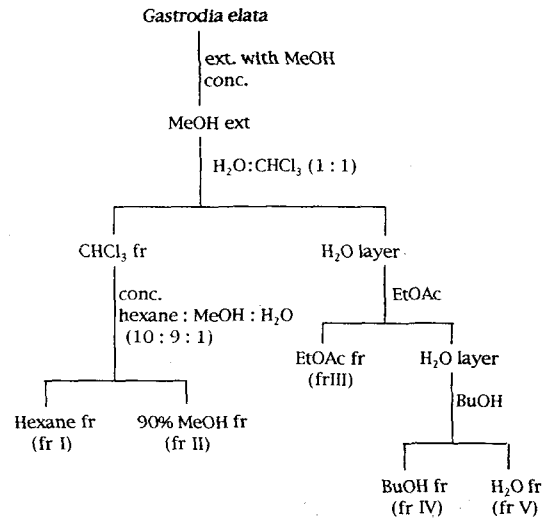 Gastrodia elata
ext. with MeOH
conc.
MeOH ext
H₂O:CHCl₃ (1 : 1)
CHCl₃ fr
H₂O layer
conc.
hexane : MeOH : H₂O
(10 : 9 : 1)
EtOAc
EtOAc fr
(frIII)
H₂O layer
Hexane fr
(fr I)
90% MeOH fr
(fr II)
BuOH
BuOH fr
(fr IV)
H₂O fr
(fr V)